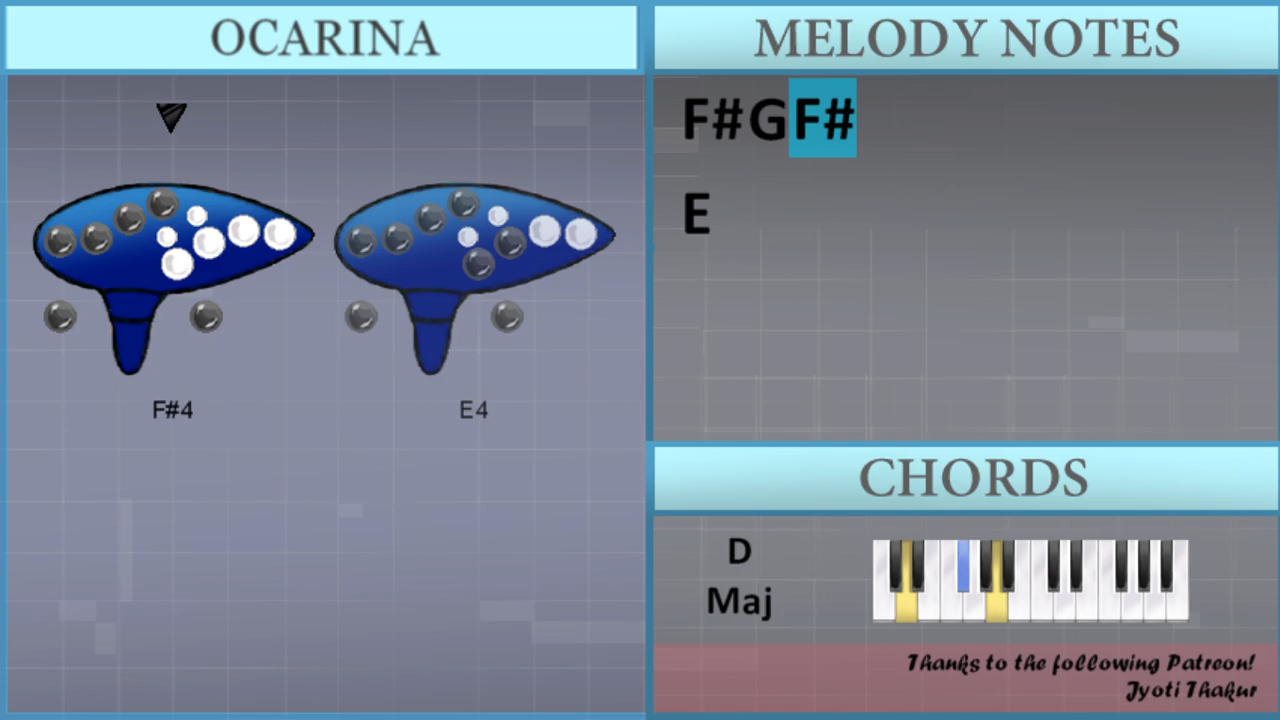 OCARINA
F#4
E4
MELODY NOTES
F#GF#
E
CHORDS
D
Maj
Thanks to the following Patreon!
Jyoti Thakur